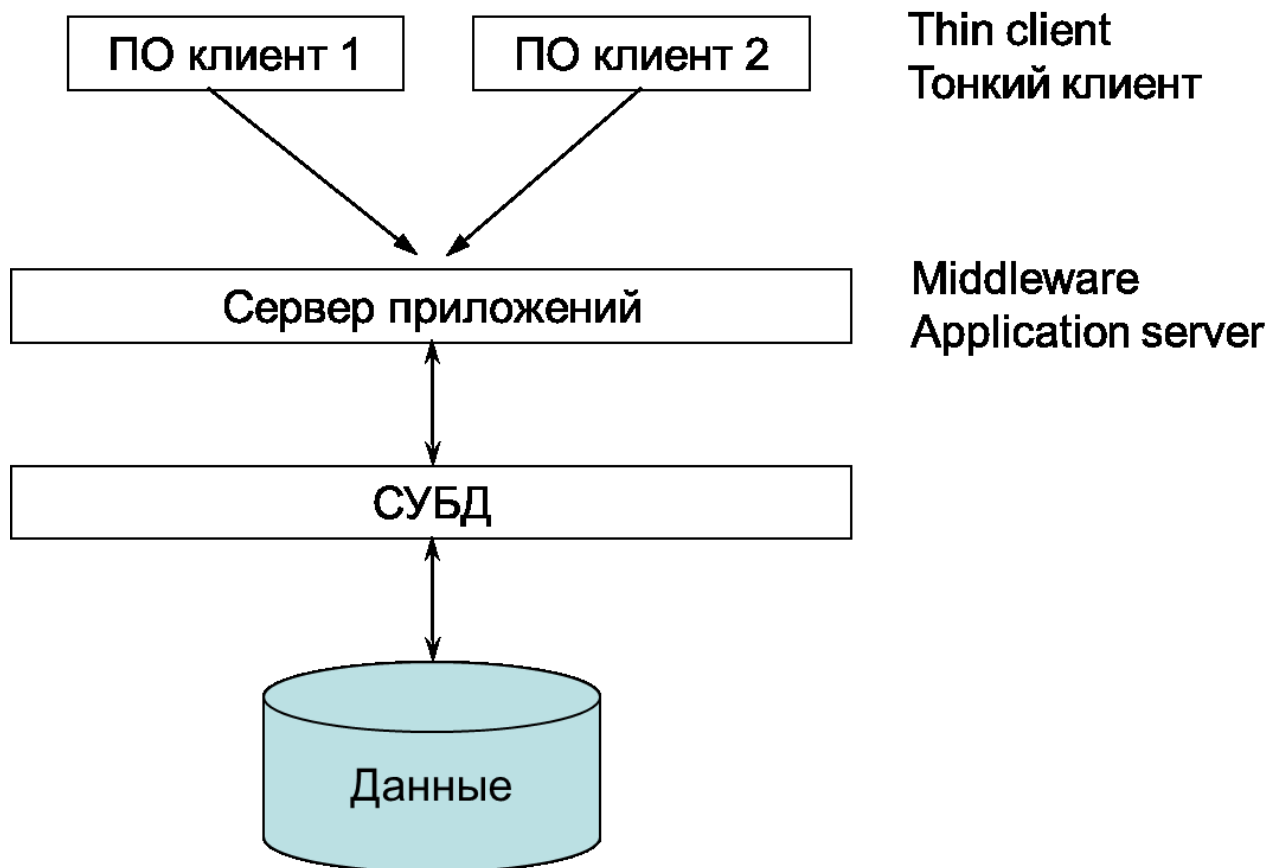 ПО клиент 1
ПО клиент 2
Thin client
Тонкий клиент
Сервер приложений
Middleware
Application server
СУБД
Данные